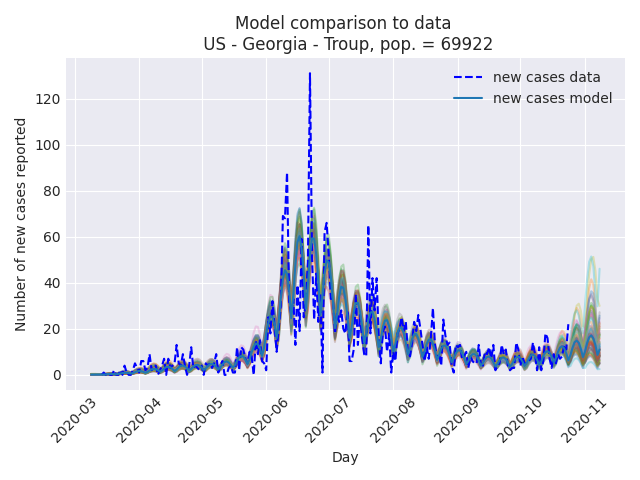 Model comparison to data
US - Georgia - Troup, pop. = 69922
new cases data
new cases model
Number of new cases reported
120
100
80
60
40
20
0
2020-03
2020-04
2020-05
2020-06
2020-07
2020-08
2020-09
2020-10
2020-11
Day